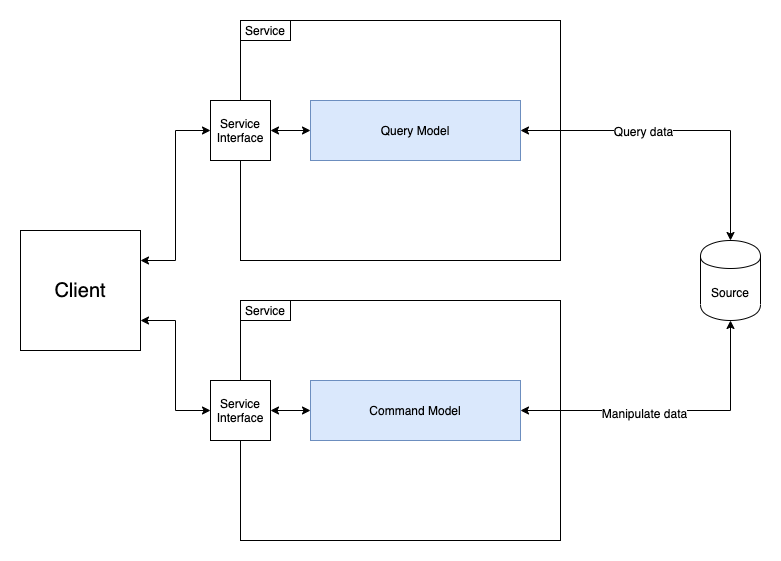 Service
Service
Interface
Query Model
Query data
Client
Source
Service
Service
Interface
Command Model
Manipulate data